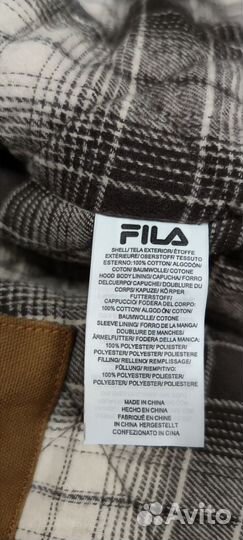 FILA
SHELL/TELA EXTERIOR/ÉTOFFE
EXTÉRIEURE/OBERSTOFF/TESSUTO
ESTERNO: 100% COTTON/ ALGODÓN/
COTON/ BAUMWOLLE/ COTONE
HOOD BODY LINING/ CAPUCHA/ FORRO
DELCUERPO/ CAPUCHE/ DOUBLURE DU
CORPS/ KAPUZE/ KÖRPER
FUTTERSTOFF/
CAPPUCCIO/ FODERA DEL CORPO:
100% COTTON/ ALGODÓN/ COTON/
BAUMWOLLE/ COTONE
SLEEVE LINING/ FORRO DE LA MANGA/
DOUBLURE DE MANCHES/
ÄRMELFUTTER/ FODERA DELLA MANICA:
100% POLYESTER/ POLIÉSTER/
POLYESTER/ POLYESTER/ POLIESTERE
FILLING/ RELLENO/ REMPLISSAGE/
FÜLLUNG/ RIEMPITIVO:
100% POLYESTER/ POLIÉSTER/
POLYESTER/ POLYESTER/ POLIESTERE
MADE IN CHINA
HECHO EN CHINA
FABRIQUÉ EN CHINE
IN CHINA HERGESTELLT
CONFEZIONATO IN CINA
Avito